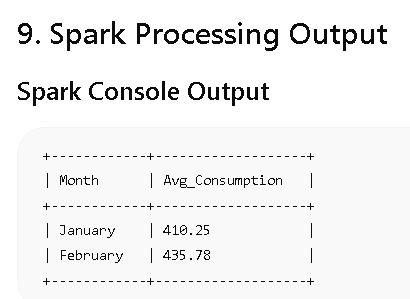 9. Spark Processing Output
Spark Console Output
+------------+------------------+
| Month      | Avg_Consumption  |
+------------+------------------+
| January    | 410.25           |
| February   | 435.78           |
+------------+------------------+